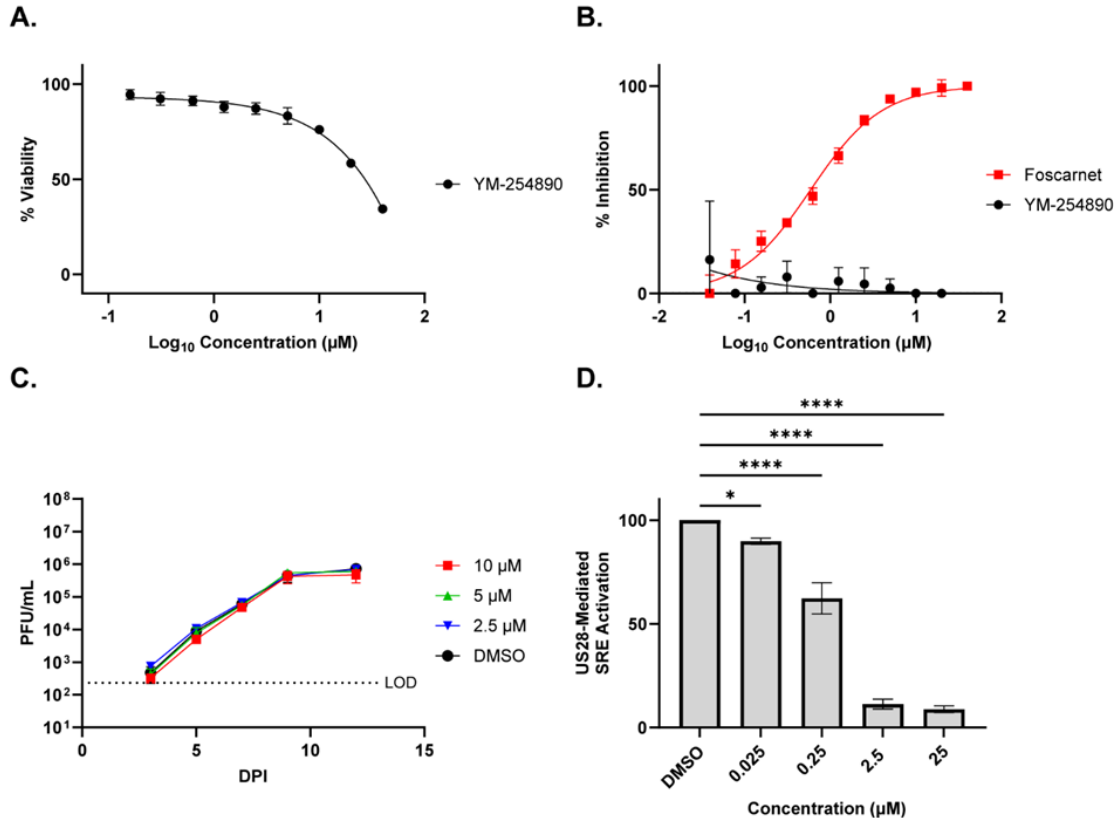 A.
% Viability
100
50
0
-1
0
1
2
Log10 Concentration (µM)
YM-254890
B.
% Inhibition
100
50
0
-2
-1
0
1
2
Log10 Concentration (µM)
Foscarnet
YM-254890
C.
PFU/mL
10⁸
10⁷
10⁶
10⁵
10⁴
10³
10²
10¹
0
5
10
15
DPI
LOD
10 µM
5 µM
2.5 µM
DMSO
D.
****
****
****
*
US28-Mediated
SRE Activation
100
50
0
DMSO
0.025
0.25
2.5
25
Concentration (µM)